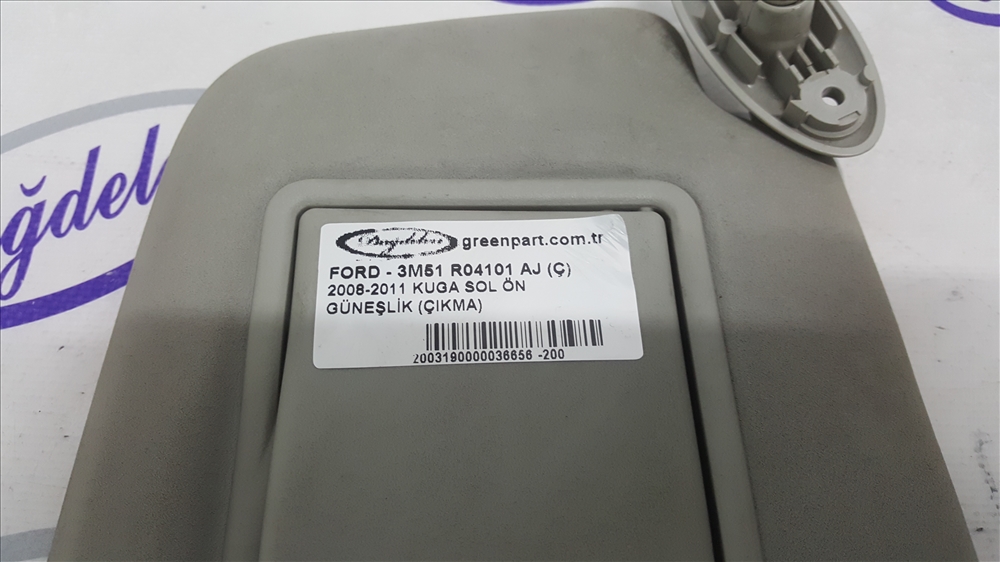 ğdel
greenpart.com.tr
FORD - 3M51 R04101 AJ (Ç)
2008-2011 KUGA SOL ÖN
GÜNEŞLİK (ÇIKMA)
2003190000036656 -200